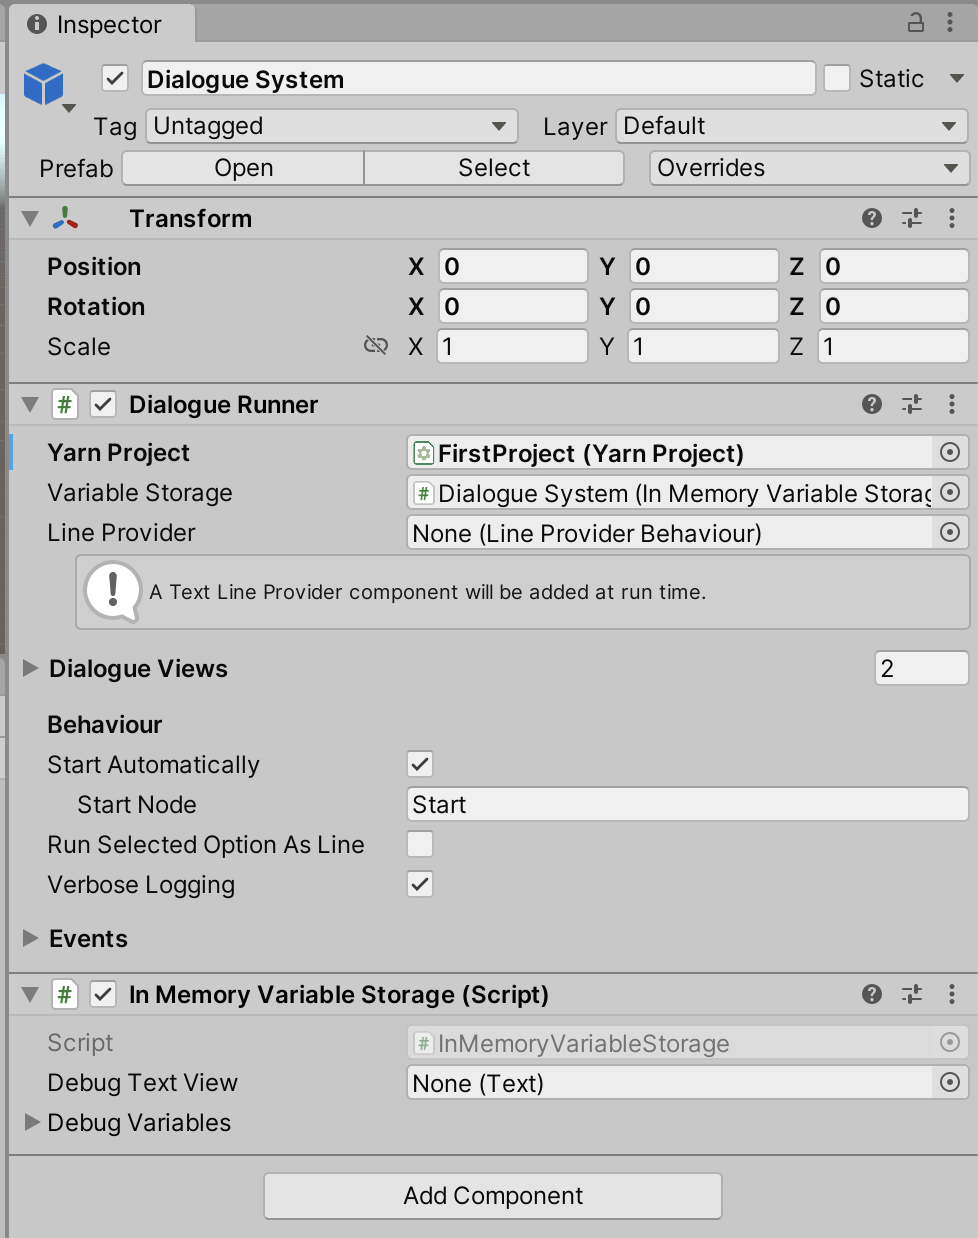 Inspector
Dialogue System Static
Tag Untagged Layer Default
Prefab Open Select Overrides
Transform
Position X 0 Y 0 Z 0
Rotation X 0 Y 0 Z 0
Scale X 1 Y 1 Z 1
# Dialogue Runner
Yarn Project FirstProject (Yarn Project)
Variable Storage # Dialogue System (In Memory Variable Storag
Line Provider None (Line Provider Behaviour)
! A Text Line Provider component will be added at run time.
Dialogue Views 2
Behaviour
Start Automatically
Start Node Start
Run Selected Option As Line
Verbose Logging
Events
# In Memory Variable Storage (Script)
Script # InMemoryVariableStorage
Debug Text View None (Text)
Debug Variables
Add Component